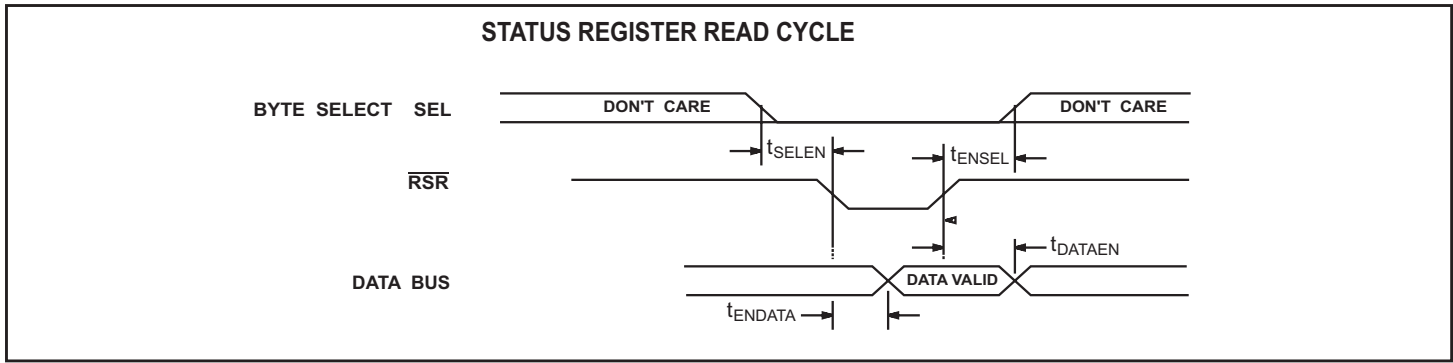 STATUS REGISTER READ CYCLE
BYTE SELECT SEL
DON'T CARE
DON'T CARE
tSELEN
tENSEL
RSR
tDATAEN
DATA BUS
DATA VALID
tENDATA